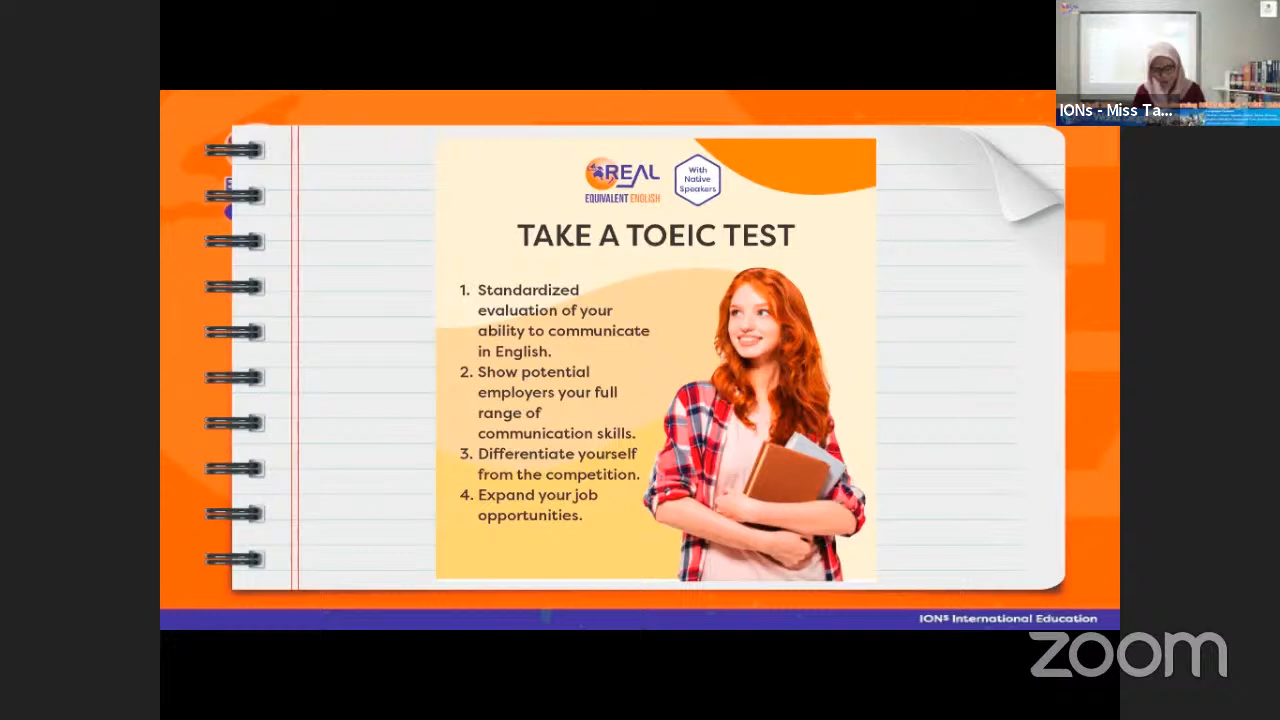 IONs - Miss Ta...
REAL
EQUIVALENT ENGLISH
With
Native
Speakers
TAKE A TOEIC TEST
1. Standardized
evaluation of your
ability to communicate
in English.
2. Show potential
employers your full
range of
communication skills.
3. Differentiate yourself
from the competition.
4. Expand your job
opportunities.
IONs International Education
zoom